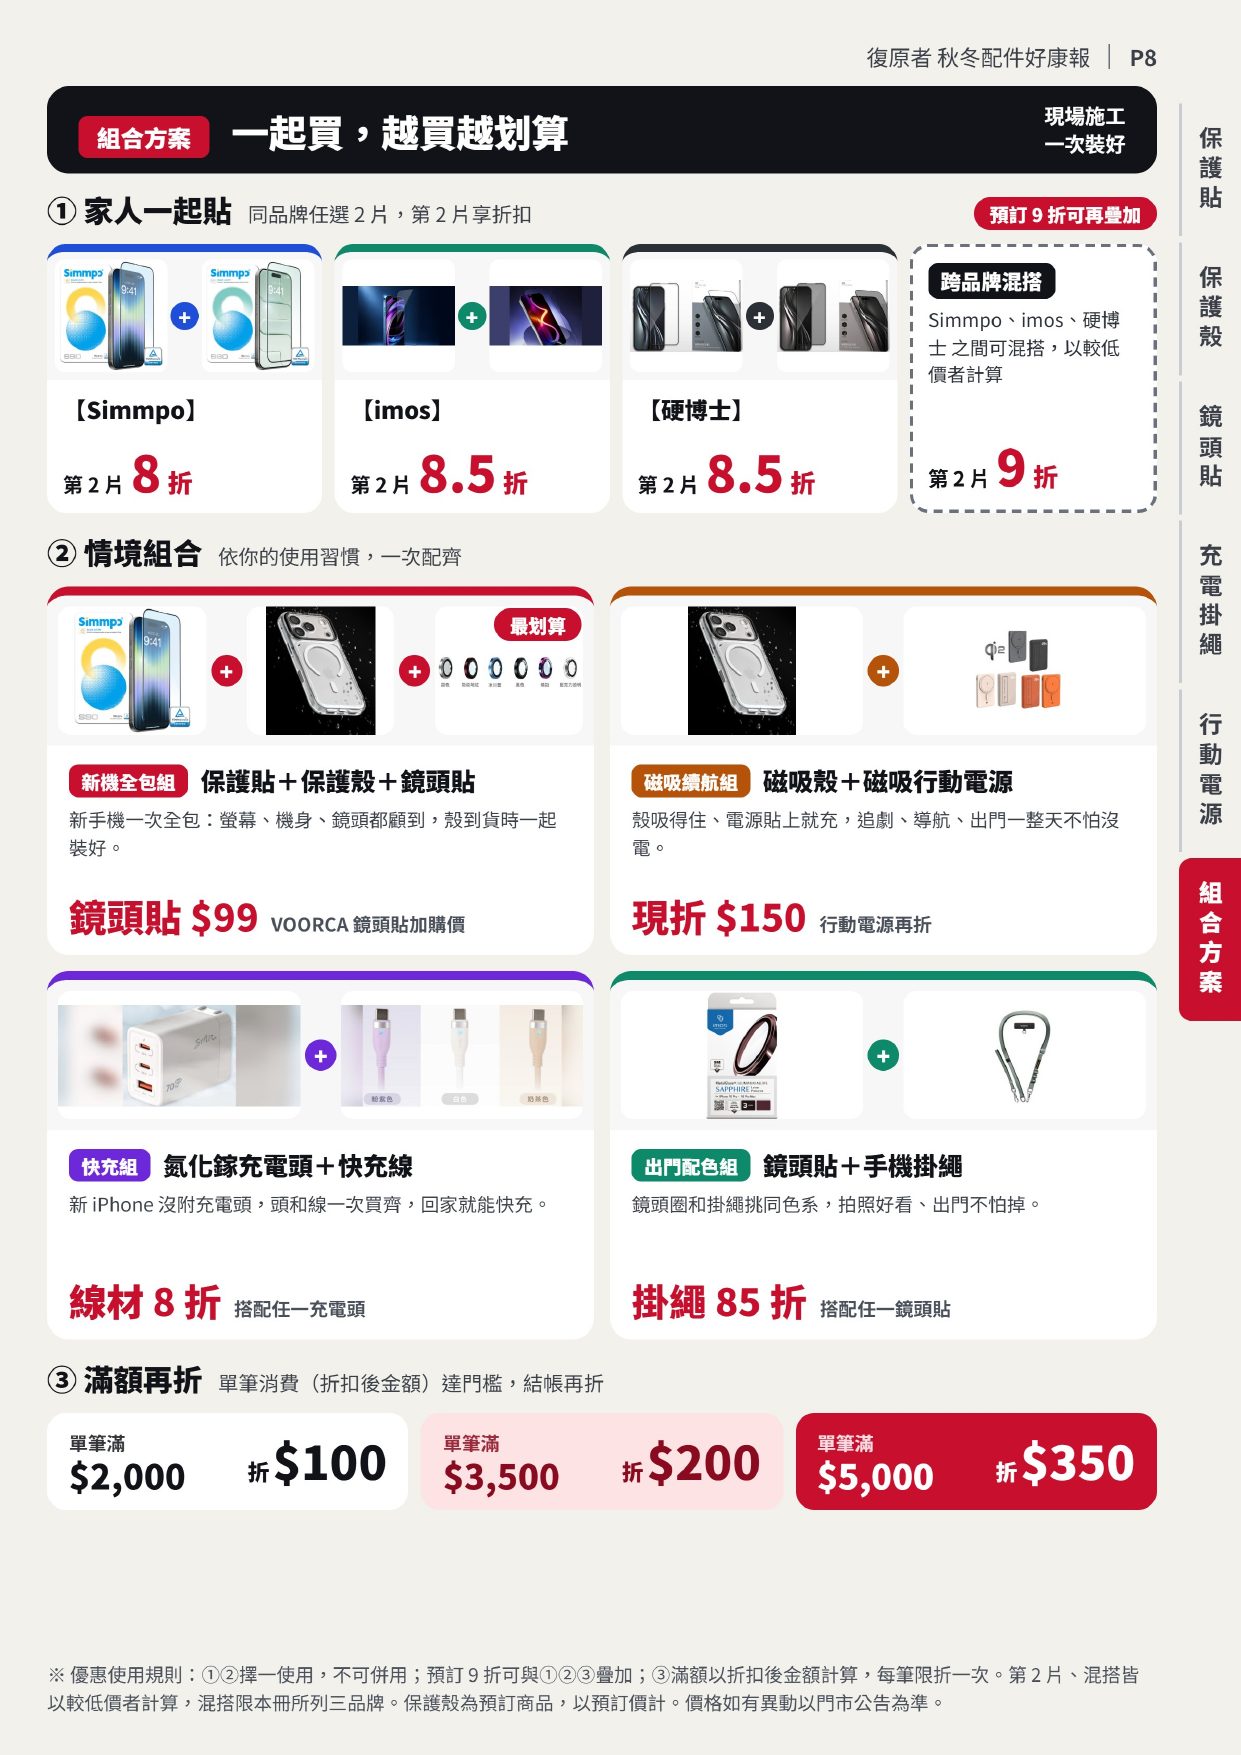 復原者 秋冬配件好康報 P8
組合方案 一起買，越買越划算
現場施工
一次裝好
① 家人一起貼 同品牌任選 2 片，第 2 片享折扣
預訂 9 折可再疊加
Simmpo
9:41
SGD
+
Simmpo
9:41
【Simmpo】
第 2 片 8 折
+
【imos】
第 2 片 8.5 折
+
【硬博士】
第 2 片 8.5 折
跨品牌混搭
Simmpo、imos、硬博
士 之間可混搭，以較低
價者計算
第 2 片 9 折
② 情境組合 依你的使用習慣，一次配齊
Simmpo
9:41
+
+
最划算
新機全包組 保護貼＋保護殼＋鏡頭貼
新手機一次全包：螢幕、機身、鏡頭都顧到，殼到貨時一起
裝好。
鏡頭貼 $99 VOORCA 鏡頭貼加購價
+
Qi2
磁吸續航組 磁吸殼＋磁吸行動電源
殼吸得住、電源貼上就充，追劇、導航、出門一整天不怕沒
電。
現折 $150 行動電源再折
70
+
粉紫色
白色
奶茶色
快充組 氮化鎵充電頭＋快充線
新 iPhone 沒附充電頭，頭和線一次買齊，回家就能快充。
線材 8 折 搭配任一充電頭
SAPPHIRE
+
出門配色組 鏡頭貼＋手機掛繩
鏡頭圈和掛繩挑同色系，拍照好看、出門不怕掉。
掛繩 85 折 搭配任一鏡頭貼
③ 滿額再折 單筆消費（折扣後金額）達門檻，結帳再折
單筆滿
$2,000
折 $100
單筆滿
$3,500
折 $200
單筆滿
$5,000
折 $350
※ 優惠使用規則：①②擇一使用，不可併用；預訂 9 折可與①②③疊加；③滿額以折扣後金額計算，每筆限折一次。第 2 片、混搭皆
以較低價者計算，混搭限本冊所列三品牌。保護殼為預訂商品，以預訂價計。價格如有異動以門市公告為準。
保護貼
保護殼
鏡頭貼
充電掛繩
行動電源
組合方案